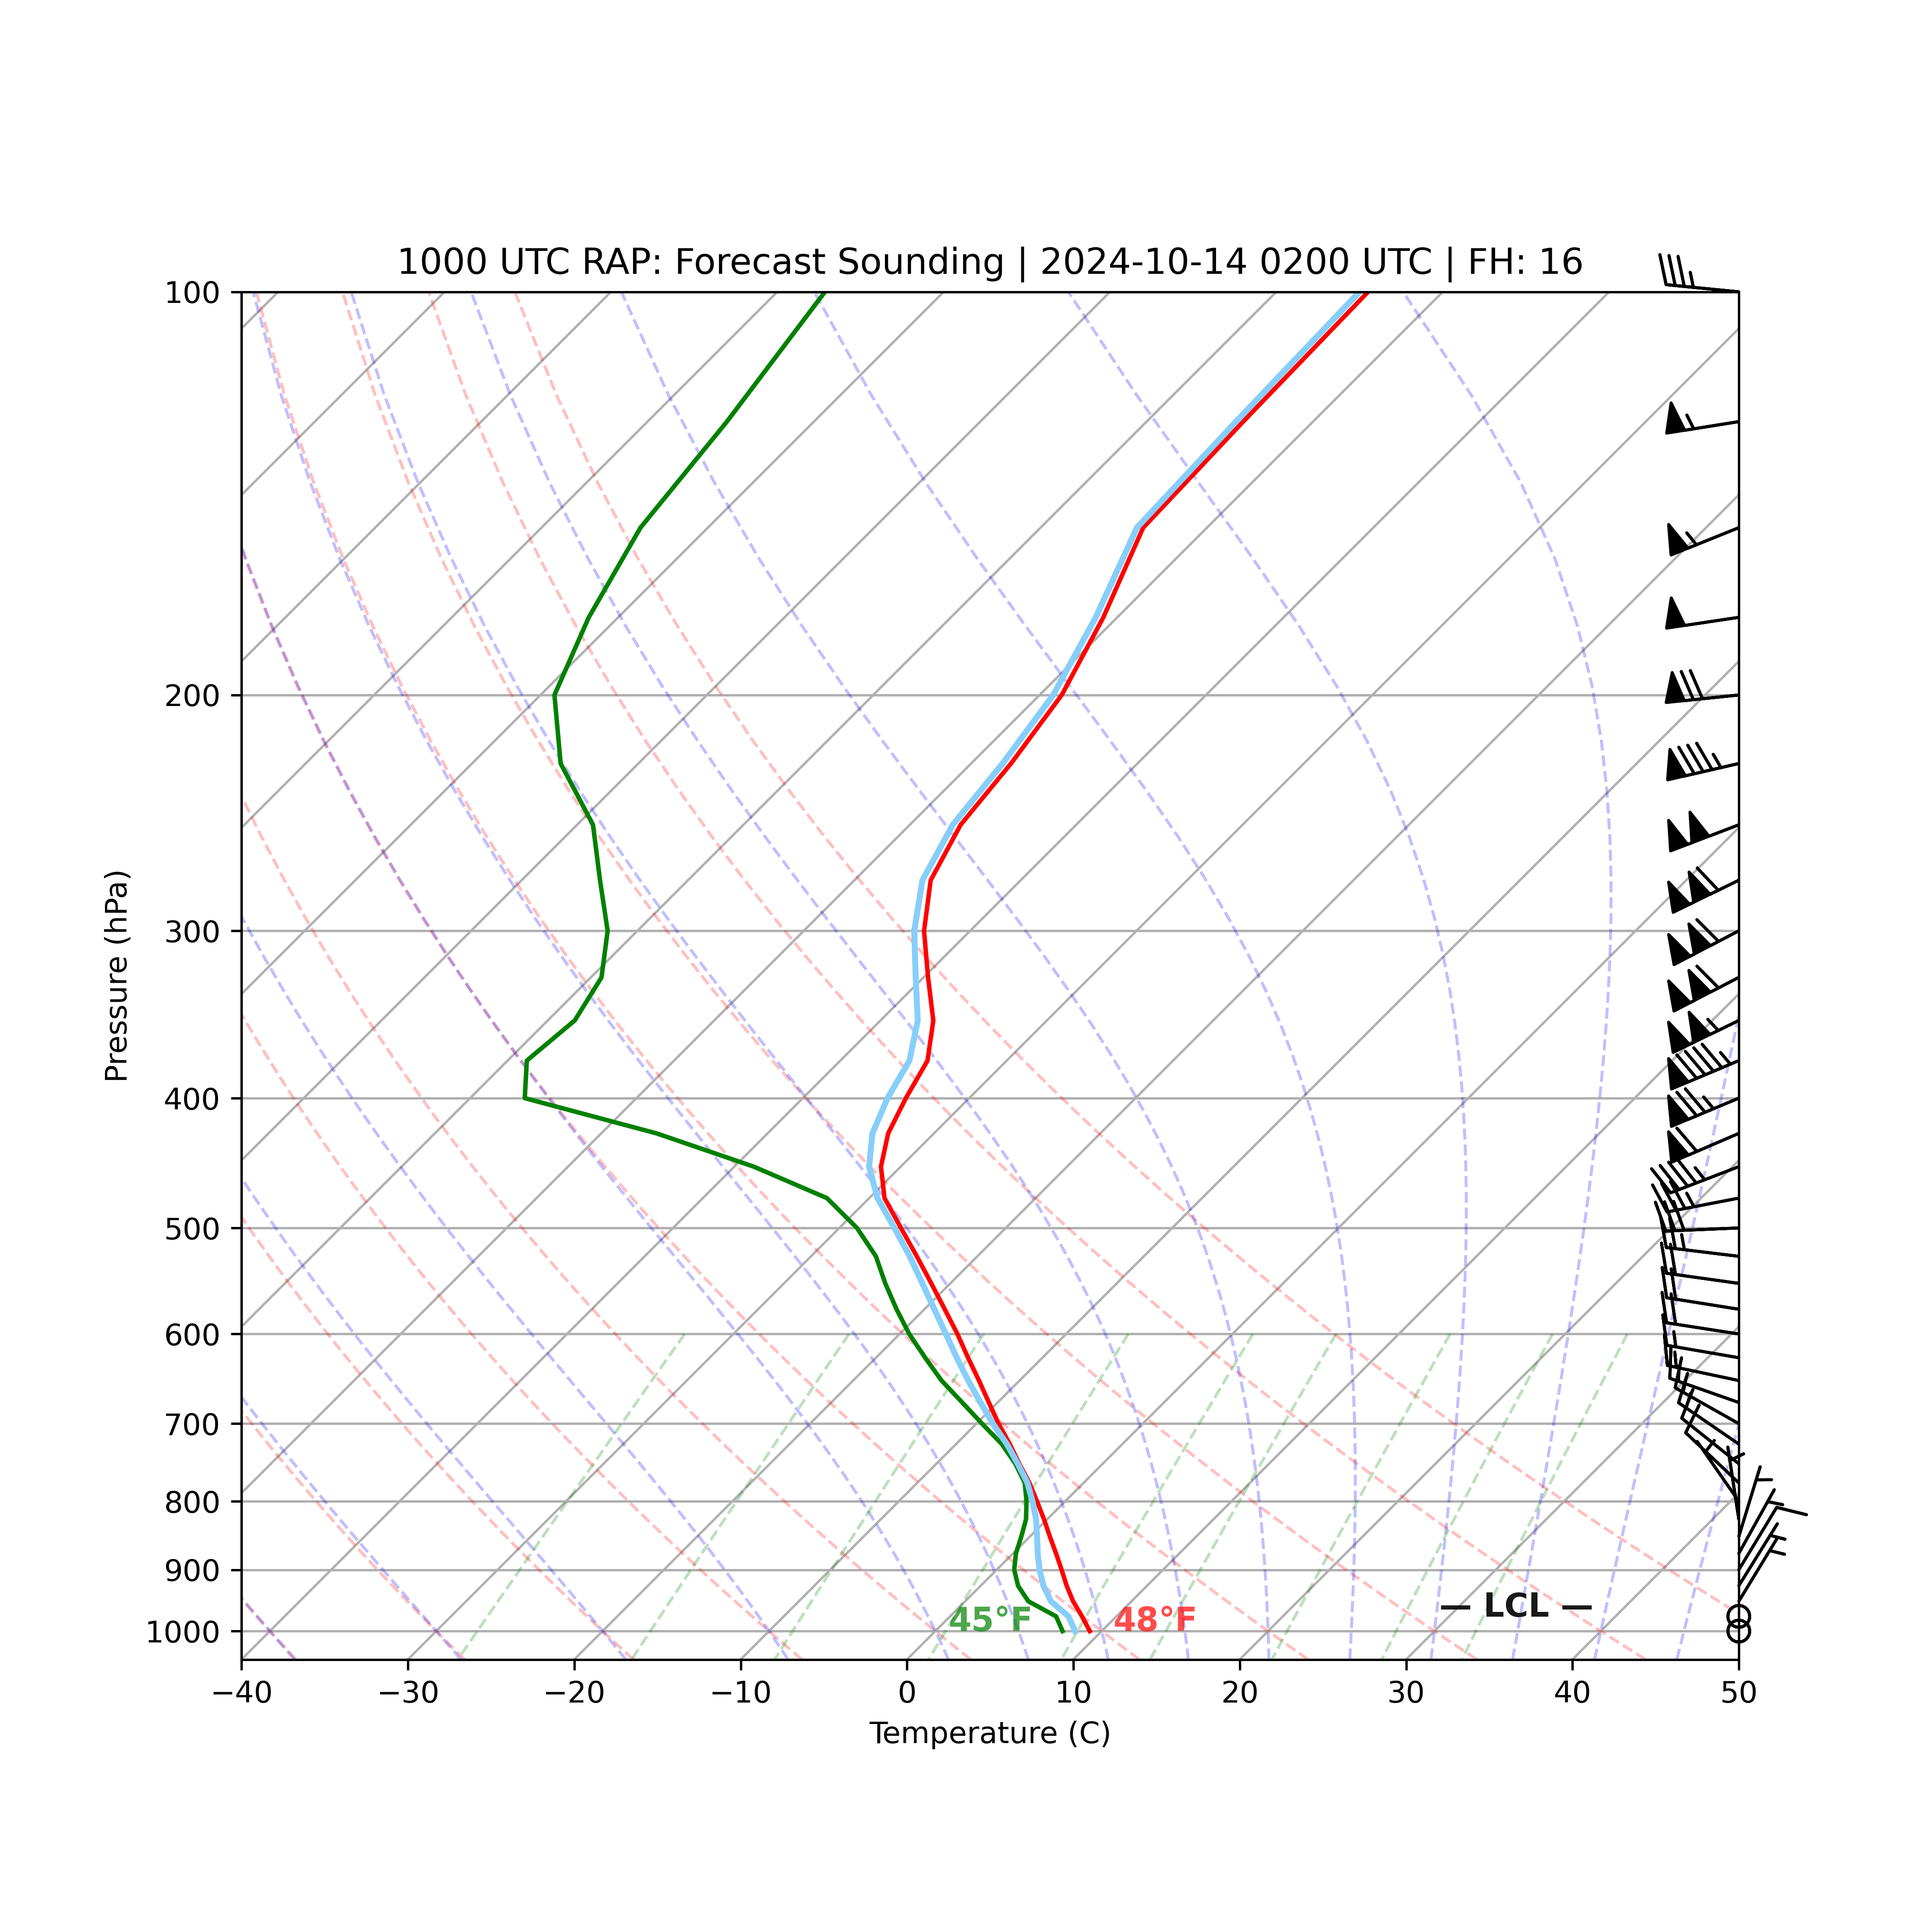 1000 UTC RAP: Forecast Sounding | 2024-10-14 0200 UTC | FH: 16
100
200
300
400
500
600
700
800
900
1000
Pressure (hPa)
45°F 48°F — LCL —
−40 −30 −20 −10 0 10 20 30 40 50
Temperature (C)